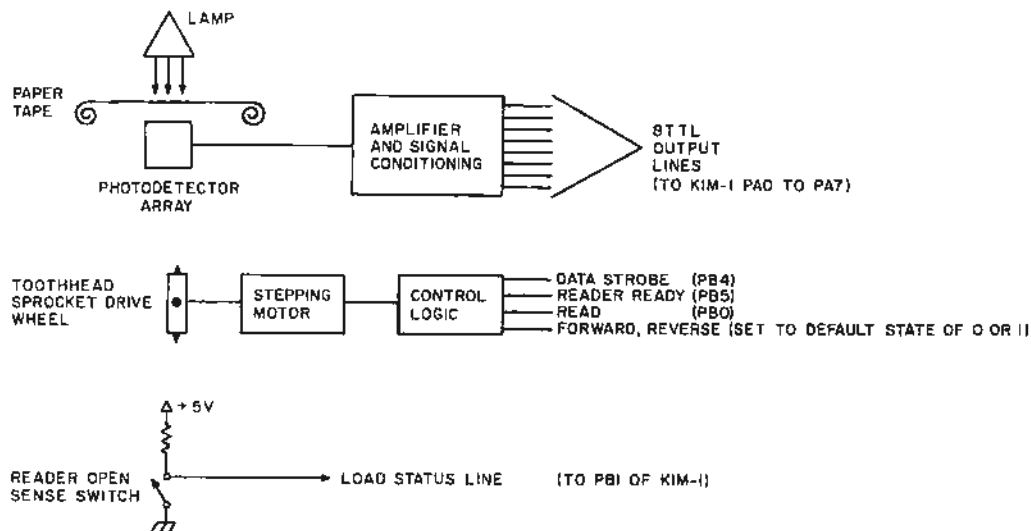 LAMP
PAPER
TAPE
PHOTODETECTOR
ARRAY
AMPLIFIER
AND SIGNAL
CONDITIONING
8TTL
OUTPUT
LINES
(TO KIM-1 PA0 TO PA7)
TOOTHHEAD
SPROCKET DRIVE
WHEEL
STEPPING
MOTOR
CONTROL
LOGIC
DATA STROBE (PB4)
READER READY (PB5)
READ (PB0)
FORWARD, REVERSE (SET TO DEFAULT STATE OF 0 OR 1)
+5V
READER OPEN
SENSE SWITCH
LOAD STATUS LINE (TO PB1 OF KIM-1)